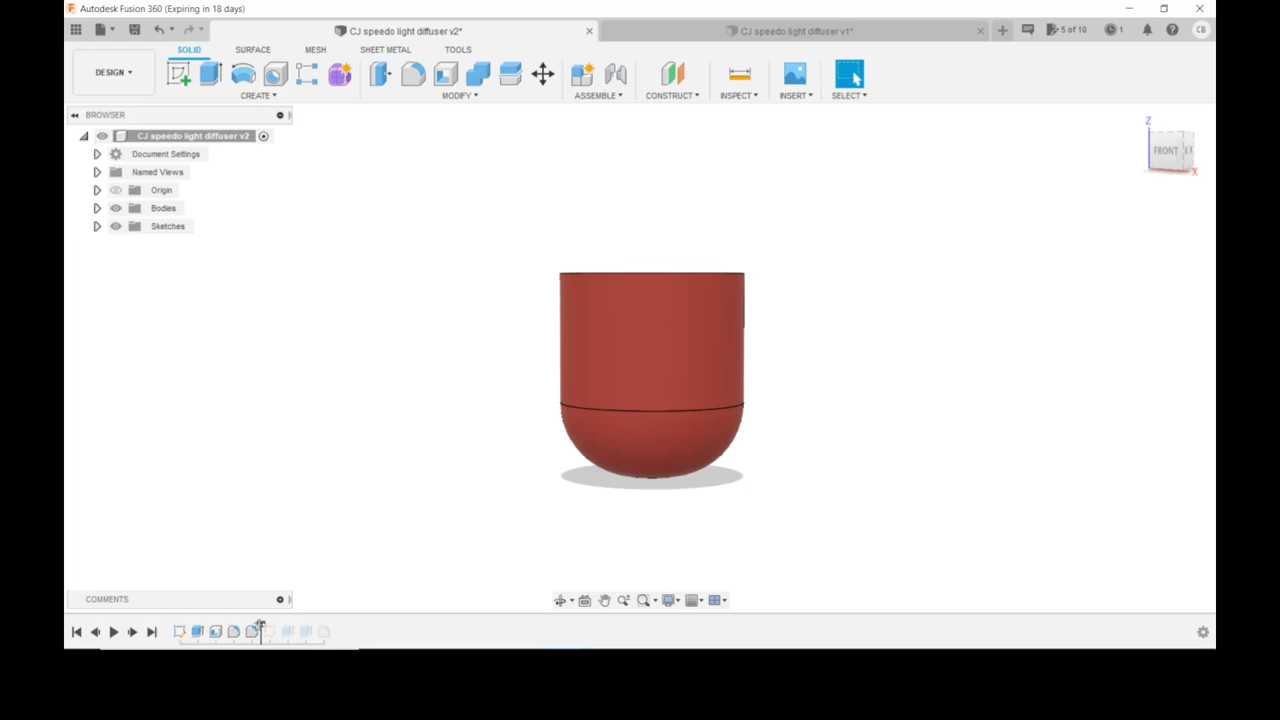 Autodesk Fusion 360 (Expiring in 18 days)
CJ speedo light diffuser v2*
CJ speedo light diffuser v1*
5 of 10
1
CB
DESIGN
SOLID
SURFACE
MESH
SHEET METAL
TOOLS
CREATE
MODIFY
ASSEMBLE
CONSTRUCT
INSPECT
INSERT
SELECT
BROWSER
CJ speedo light diffuser v2
Document Settings
Named Views
Origin
Bodies
Sketches
Z
FRONT
X
COMMENTS